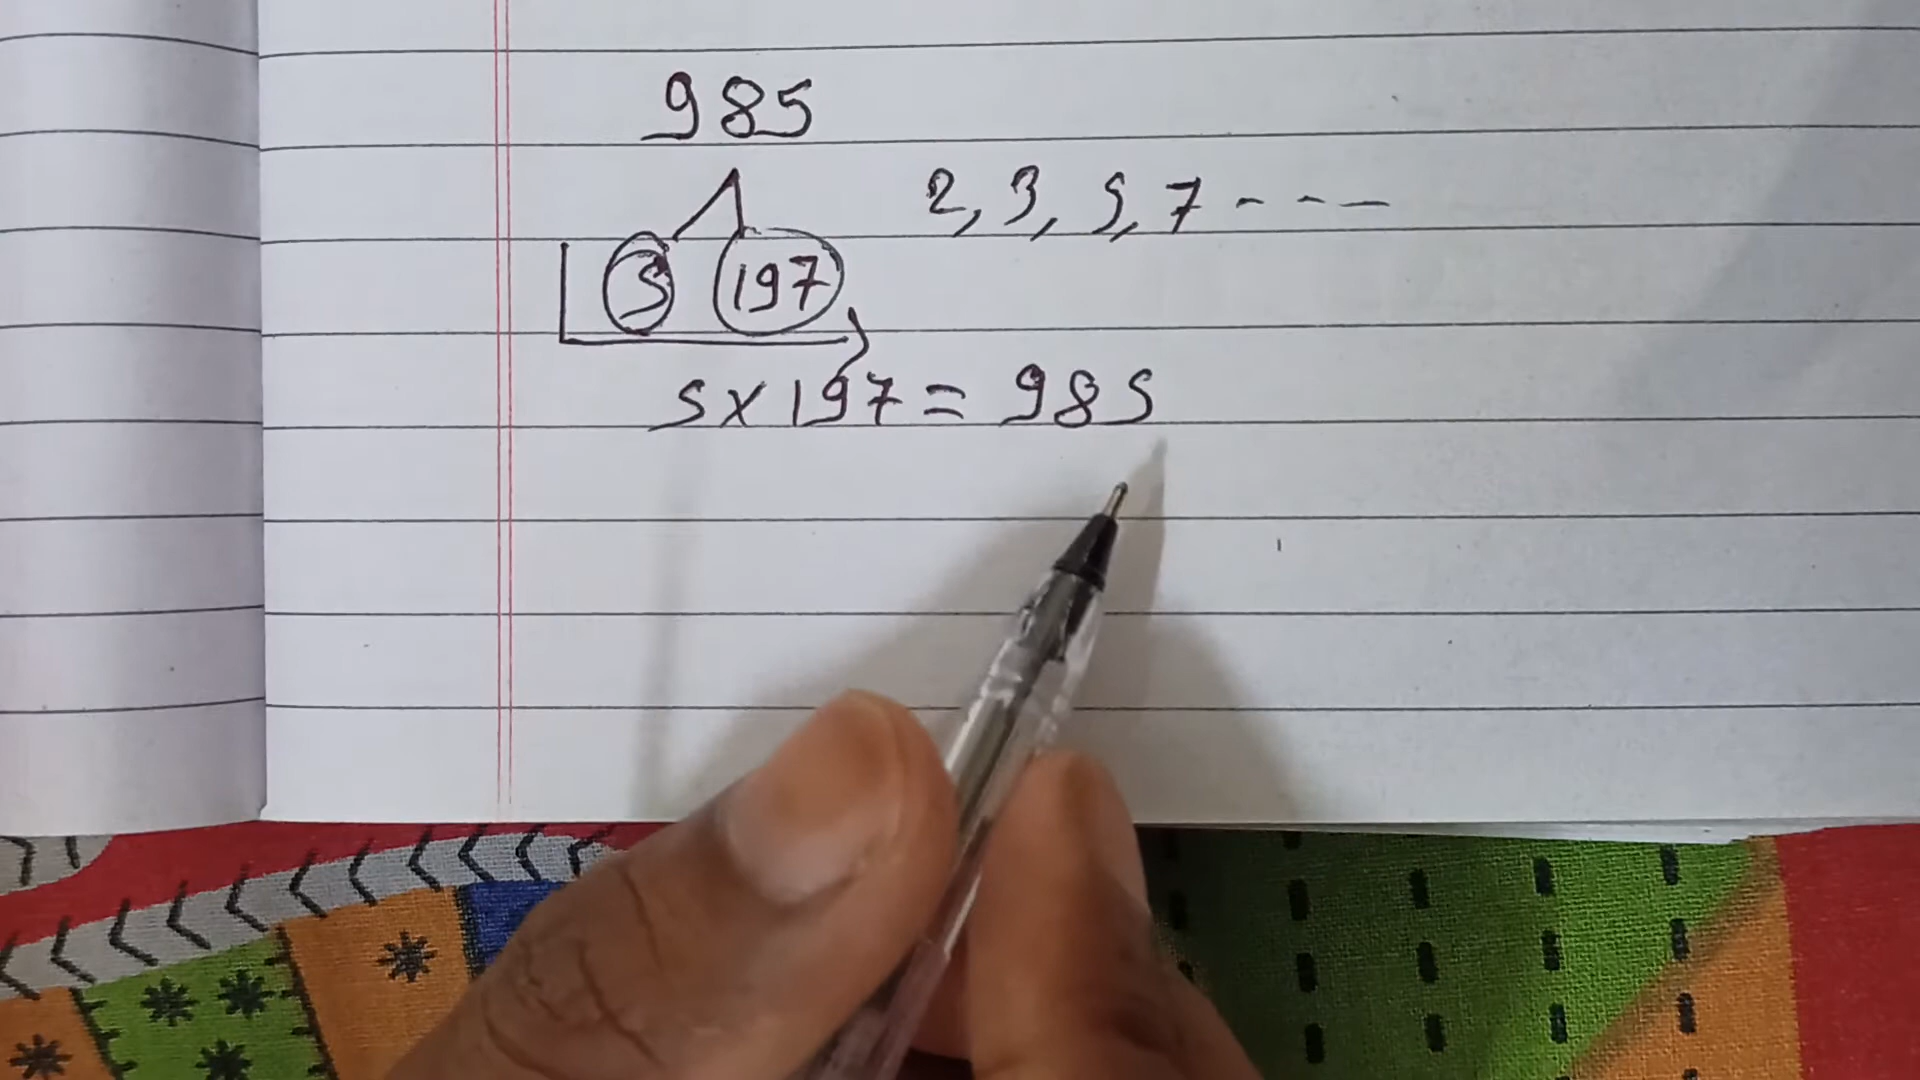 985
2, 3, 5, 7 - - -
5 197
5 x 197 = 985